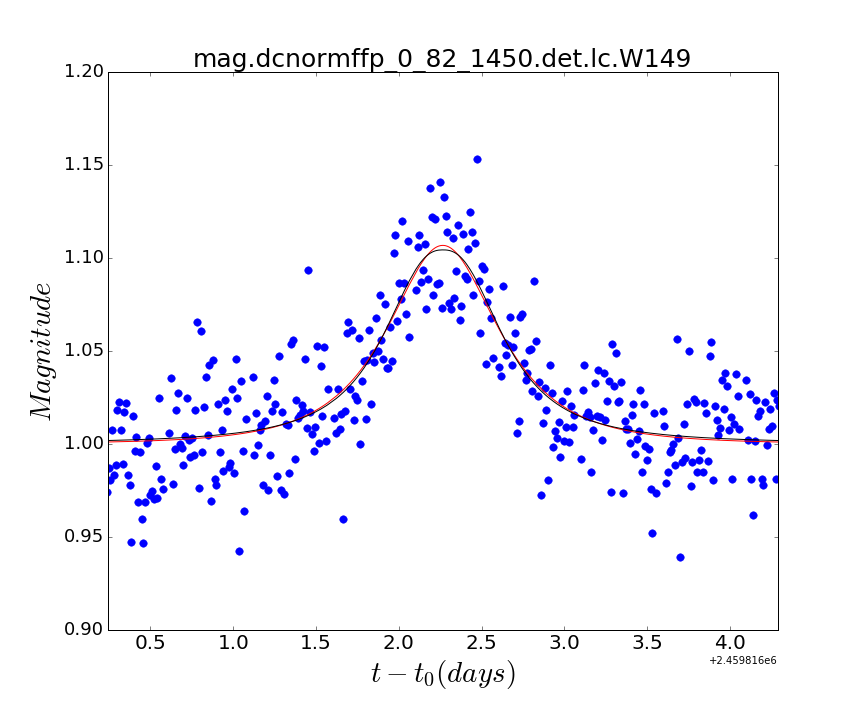 mag.dcnormffp_0_82_1450.det.lc.W149
1.20
1.15
1.10
1.05
1.00
0.95
0.90
Magnitude
0.5 1.0 1.5 2.0 2.5 3.0 3.5 4.0
+2.459816e6
t − t₀(days)